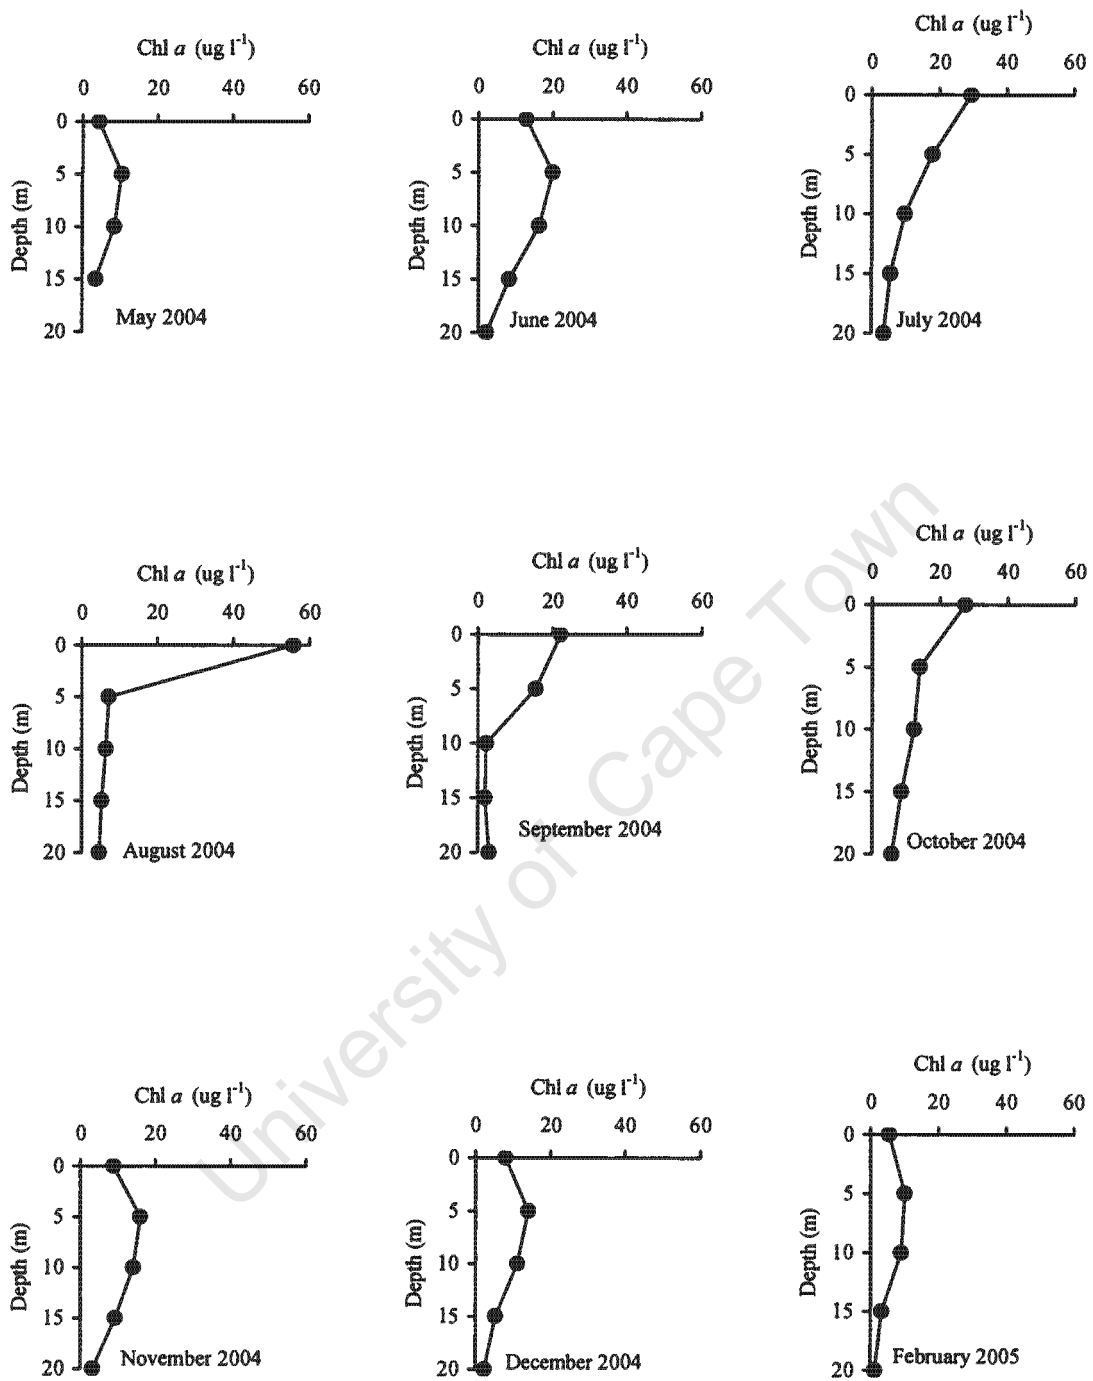 Chl a (ug l⁻¹)
0 20 40 60
0
5
10
15
20
Depth (m)
May 2004
Chl a (ug l⁻¹)
0 20 40 60
0
5
10
15
20
Depth (m)
June 2004
Chl a (ug l⁻¹)
0 20 40 60
0
5
10
15
20
Depth (m)
July 2004
Chl a (ug l⁻¹)
0 20 40 60
0
5
10
15
20
Depth (m)
August 2004
Chl a (ug l⁻¹)
0 20 40 60
0
5
10
15
20
Depth (m)
September 2004
Chl a (ug l⁻¹)
0 20 40 60
0
5
10
15
20
Depth (m)
October 2004
Chl a (ug l⁻¹)
0 20 40 60
0
5
10
15
20
Depth (m)
November 2004
Chl a (ug l⁻¹)
0 20 40 60
0
5
10
15
20
Depth (m)
December 2004
Chl a (ug l⁻¹)
0 20 40 60
0
5
10
15
20
Depth (m)
February 2005
University of Cape Town